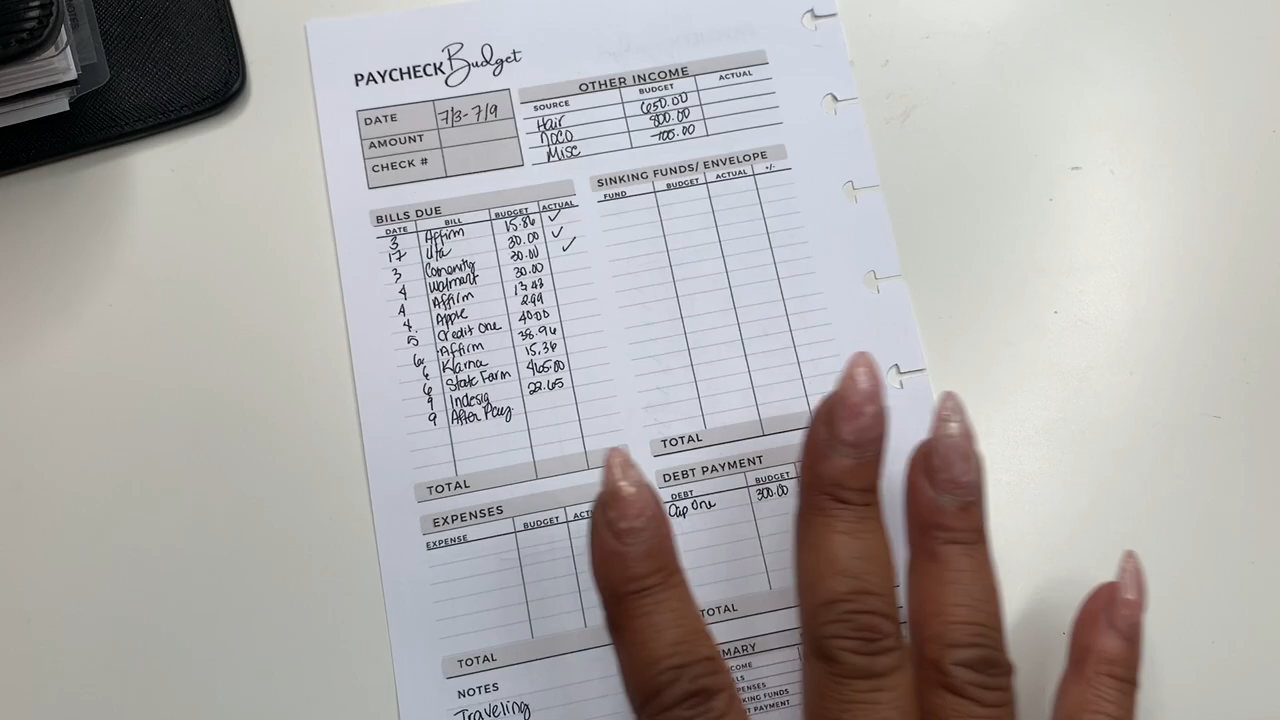 PAYCHECK Budget
DATE 7/3-7/9
AMOUNT
CHECK #
OTHER INCOME
SOURCE BUDGET ACTUAL
Hair 650.00
800.00
Misc 700.00
BILLS DUE
DATE BILL BUDGET ACTUAL
3 Affirm 15.86 ✓
17 Ulta 30.00 ✓
3 Comenity 30.00 ✓
4 Walmart 30.00
4 Affirm 13.43
4 Apple 2.99
5 Credit One 40.00
6 Affirm 38.96
6 Klarna 15.36
6 State Farm 465.00
9 Indesig 22.65
9 After Pay
TOTAL
SINKING FUNDS/ ENVELOPE
FUND BUDGET ACTUAL +/-
TOTAL
EXPENSES
EXPENSE BUDGET
TOTAL
DEBT PAYMENT
DEBT BUDGET
Cap One 300.00
TOTAL
NOTES
Traveling